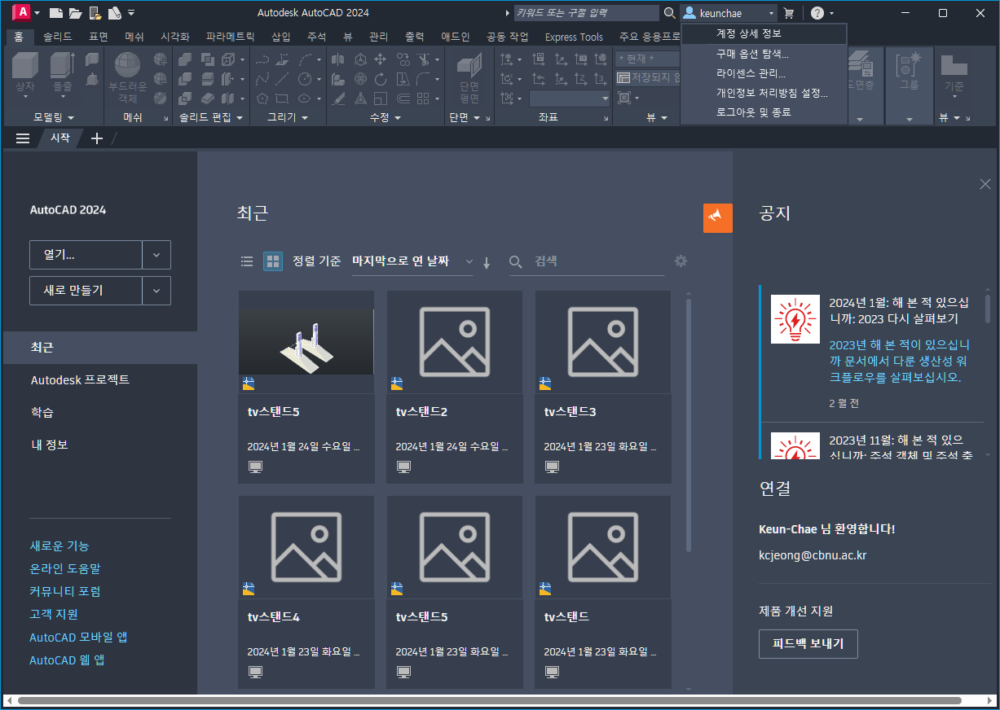 A
Autodesk AutoCAD 2024
키워드 또는 구절 입력
keunchae
홈
솔리드
표면
메쉬
시각화
파라메트릭
삽입
주석
뷰
관리
출력
애드인
공동 작업
Express Tools
주요 응용프로
계정 상세 정보
구매 옵션 탐색...
라이센스 관리...
개인정보 처리방침 설정...
로그아웃 및 종료
상자
돌출
부드러운
객체
단면
평면
* 현재 *
저장되지 않
도면층
그룹
기준
모델링
메쉬
솔리드 편집
그리기
수정
단면
좌표
뷰
뷰
시작
AutoCAD 2024
열기...
새로 만들기
최근
Autodesk 프로젝트
학습
내 정보
새로운 기능
온라인 도움말
커뮤니티 포럼
고객 지원
AutoCAD 모바일 앱
AutoCAD 웹 앱
최근
정렬 기준
마지막으로 연 날짜
검색
tv스탠드5
2024년 1월 24일 수요일 ...
tv스탠드2
2024년 1월 24일 수요일 ...
tv스탠드3
2024년 1월 23일 화요일 ...
tv스탠드4
2024년 1월 23일 화요일 ...
tv스탠드5
2024년 1월 23일 화요일 ...
tv스탠드
2024년 1월 23일 화요일 ...
공지
2024년 1월: 해 본 적 있으십
니까: 2023 다시 살펴보기
2023년 해 본 적이 있으십니
까 문서에서 다룬 생산성 워
크플로우를 살펴보십시오.
2 월 전
2023년 11월: 해 본 적 있으
십니까: 주석 객체 및 주석 축
연결
Keun-Chae 님 환영합니다!
kcjeong@cbnu.ac.kr
제품 개선 지원
피드백 보내기